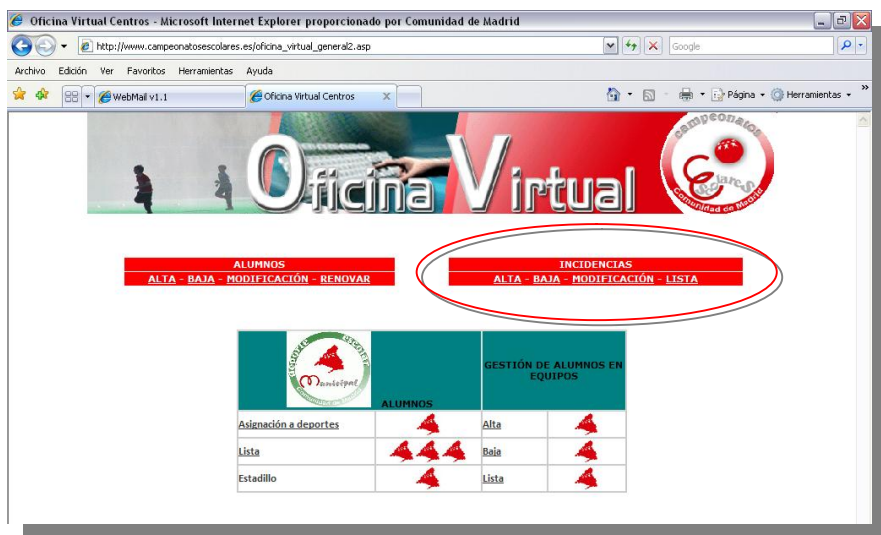 Oficina Virtual Centros - Microsoft Internet Explorer proporcionado por Comunidad de Madrid
http://www.campeonatosescolares.es/oficina_virtual_general2.asp
Google
Archivo Edición Ver Favoritos Herramientas Ayuda
WebMail v1.1 Oficina Virtual Centros Página Herramientas
Oficina Virtual
campeonatos
escolares
Comunidad de Madrid
ALUMNOS
ALTA - BAJA - MODIFICACIÓN - RENOVAR
INCIDENCIAS
ALTA - BAJA - MODIFICACIÓN - LISTA
Municipal
ALUMNOS
GESTIÓN DE ALUMNOS EN
EQUIPOS
Asignación a deportes Alta
Lista Baja
Estadillo Lista